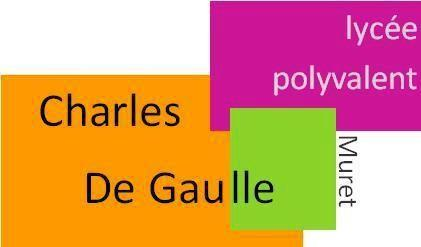 lycée
polyvalent
Charles
De Gaulle
Muret